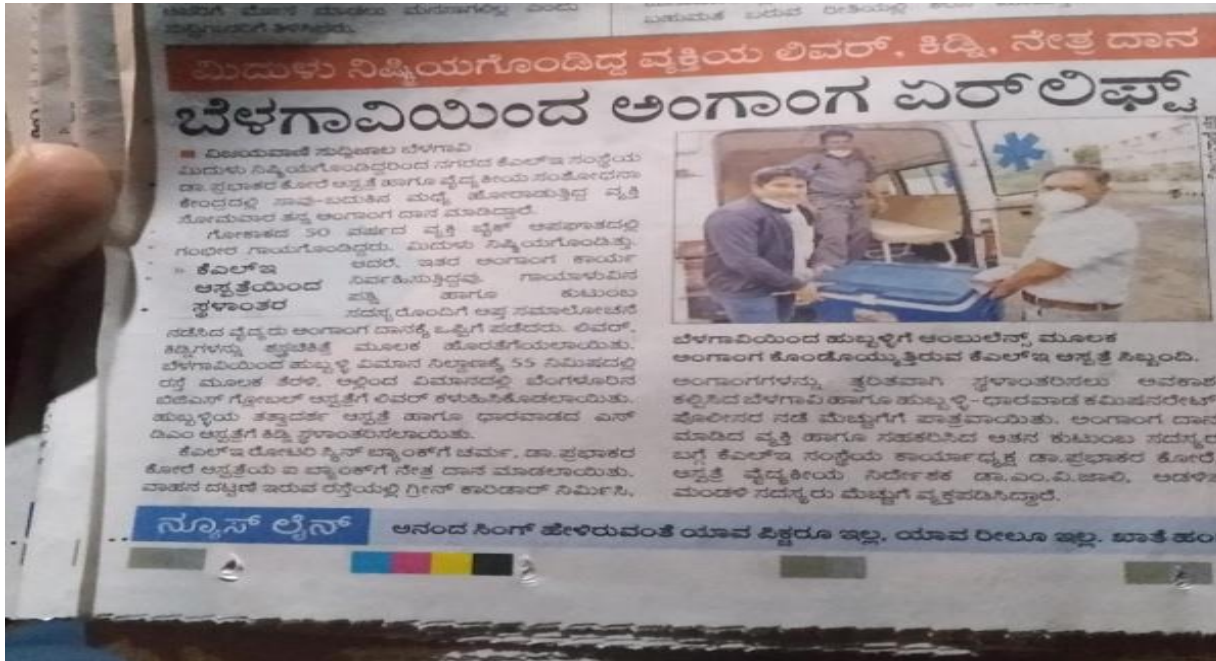 ಮಿದುಳು ನಿಷ್ಕ್ರಿಯಗೊಂಡಿದ್ದ ವ್ಯಕ್ತಿಯ ಲಿವರ್, ಕಿಡ್ನಿ, ನೇತ್ರ ದಾನ
ಬೆಳಗಾವಿಯಿಂದ ಅಂಗಾಂಗ ಏರ್‌ಲಿಫ್ಟ್
ವಿಜಯವಾಣಿ ಸುದ್ದಿಜಾಲ ಬೆಳಗಾವಿ
ಮಿದುಳು ನಿಷ್ಕ್ರಿಯಗೊಂಡಿದ್ದರಿಂದ ನಗರದ ಕೆಎಲ್‌ಇ ಸಂಸ್ಥೆಯ
ಡಾ.ಪ್ರಭಾಕರ ಕೋರೆ ಆಸ್ಪತ್ರೆ ಹಾಗೂ ವೈದ್ಯಕೀಯ ಸಂಶೋಧನಾ
ಕೇಂದ್ರದಲ್ಲಿ ಸಾವು-ಬದುಕಿನ ಮಧ್ಯೆ ಹೋರಾಡುತ್ತಿದ್ದ ವ್ಯಕ್ತಿ
ಸೋಮವಾರ ತನ್ನ ಅಂಗಾಂಗ ದಾನ ಮಾಡಿದ್ದಾರೆ.
ಗೋಕಾಕದ 50 ವರ್ಷದ ವ್ಯಕ್ತಿ ಬೈಕ್ ಅಪಘಾತದಲ್ಲಿ
ಗಂಭೀರ ಗಾಯಗೊಂಡಿದ್ದರು. ಮಿದುಳು ನಿಷ್ಕ್ರಿಯಗೊಂಡಿತ್ತು.
ಆದರೆ, ಇತರ ಅಂಗಾಂಗ ಕಾರ್ಯ
ನಿರ್ವಹಿಸುತ್ತಿದ್ದವು. ಗಾಯಾಳುವಿನ
ಪತ್ನಿ ಹಾಗೂ ಕುಟುಂಬ
ಸದಸ್ಯರೊಂದಿಗೆ ಆಪ್ತ ಸಮಾಲೋಚನೆ
» ಕೆಎಲ್‌ಇ
ಆಸ್ಪತ್ರೆಯಿಂದ
ಸ್ಥಳಾಂತರ
ನಡೆಸಿದ ವೈದ್ಯರು ಅಂಗಾಂಗ ದಾನಕ್ಕೆ ಒಪ್ಪಿಗೆ ಪಡೆದರು. ಲಿವರ್,
ಕಿಡ್ನಿಗಳನ್ನು ಶಸ್ತ್ರಚಿಕಿತ್ಸೆ ಮೂಲಕ ಹೊರತೆಗೆಯಲಾಯಿತು.
ಬೆಳಗಾವಿಯಿಂದ ಹುಬ್ಬಳ್ಳಿ ವಿಮಾನ ನಿಲ್ದಾಣಕ್ಕೆ 55 ನಿಮಿಷದಲ್ಲಿ
ರಸ್ತೆ ಮೂಲಕ ತೆರಳಿ, ಅಲ್ಲಿಂದ ವಿಮಾನದಲ್ಲಿ ಬೆಂಗಳೂರಿನ
ಬಿಜಿಎಸ್ ಗ್ಲೋಬಲ್ ಆಸ್ಪತ್ರೆಗೆ ಲಿವರ್ ಕಳುಹಿಸಿಕೊಡಲಾಯಿತು.
ಹುಬ್ಬಳ್ಳಿಯ ತತ್ವಾದರ್ಶ ಆಸ್ಪತ್ರೆ ಹಾಗೂ ಧಾರವಾಡದ ಎಸ್
ಡಿಎಂ ಆಸ್ಪತ್ರೆಗೆ ಕಿಡ್ನಿ ಸ್ಥಳಾಂತರಿಸಲಾಯಿತು.
ಕೆಎಲ್‌ಇ ರೋಟರಿ ಸ್ಕಿನ್ ಬ್ಯಾಂಕ್‌ಗೆ ಚರ್ಮ, ಡಾ.ಪ್ರಭಾಕರ
ಕೋರೆ ಆಸ್ಪತ್ರೆಯ ಐ ಬ್ಯಾಂಕ್‌ಗೆ ನೇತ್ರ ದಾನ ಮಾಡಲಾಯಿತು.
ವಾಹನ ದಟ್ಟಣೆ ಇರುವ ರಸ್ತೆಯಲ್ಲಿ ಗ್ರೀನ್ ಕಾರಿಡಾರ್ ನಿರ್ಮಿಸಿ,
ಬೆಳಗಾವಿಯಿಂದ ಹುಬ್ಬಳ್ಳಿಗೆ ಆಂಬುಲೆನ್ಸ್ ಮೂಲಕ
ಅಂಗಾಂಗ ಕೊಂಡೊಯ್ಯುತ್ತಿರುವ ಕೆಎಲ್‌ಇ ಆಸ್ಪತ್ರೆ ಸಿಬ್ಬಂದಿ.
ಅಂಗಾಂಗಗಳನ್ನು ತ್ವರಿತವಾಗಿ ಸ್ಥಳಾಂತರಿಸಲು ಅವಕಾಶ
ಕಲ್ಪಿಸಿದ ಬೆಳಗಾವಿ ಹಾಗೂ ಹುಬ್ಬಳ್ಳಿ-ಧಾರವಾಡ ಕಮಿಷನರೇಟ್
ಪೊಲೀಸರ ನಡೆ ಮೆಚ್ಚುಗೆಗೆ ಪಾತ್ರವಾಯಿತು. ಅಂಗಾಂಗ ದಾನ
ಮಾಡಿದ ವ್ಯಕ್ತಿ ಹಾಗೂ ಸಹಕರಿಸಿದ ಆತನ ಕುಟುಂಬ ಸದಸ್ಯರ
ಬಗ್ಗೆ ಕೆಎಲ್‌ಇ ಸಂಸ್ಥೆಯ ಕಾರ್ಯಾಧ್ಯಕ್ಷ ಡಾ.ಪ್ರಭಾಕರ ಕೋರೆ,
ಆಸ್ಪತ್ರೆ ವೈದ್ಯಕೀಯ ನಿರ್ದೇಶಕ ಡಾ.ಎಂ.ವಿ.ಜಾಲಿ, ಆಡಳಿತ
ಮಂಡಳಿ ಸದಸ್ಯರು ಮೆಚ್ಚುಗೆ ವ್ಯಕ್ತಪಡಿಸಿದ್ದಾರೆ.
ನ್ಯೂಸ್ ಲೈನ್ ಆನಂದ ಸಿಂಗ್ ಹೇಳಿರುವಂತೆ ಯಾವ ಪಿಕ್ಚರೂ ಇಲ್ಲ, ಯಾವ ರೀಲೂ ಇಲ್ಲ. ಖಾತೆ ಹಂ